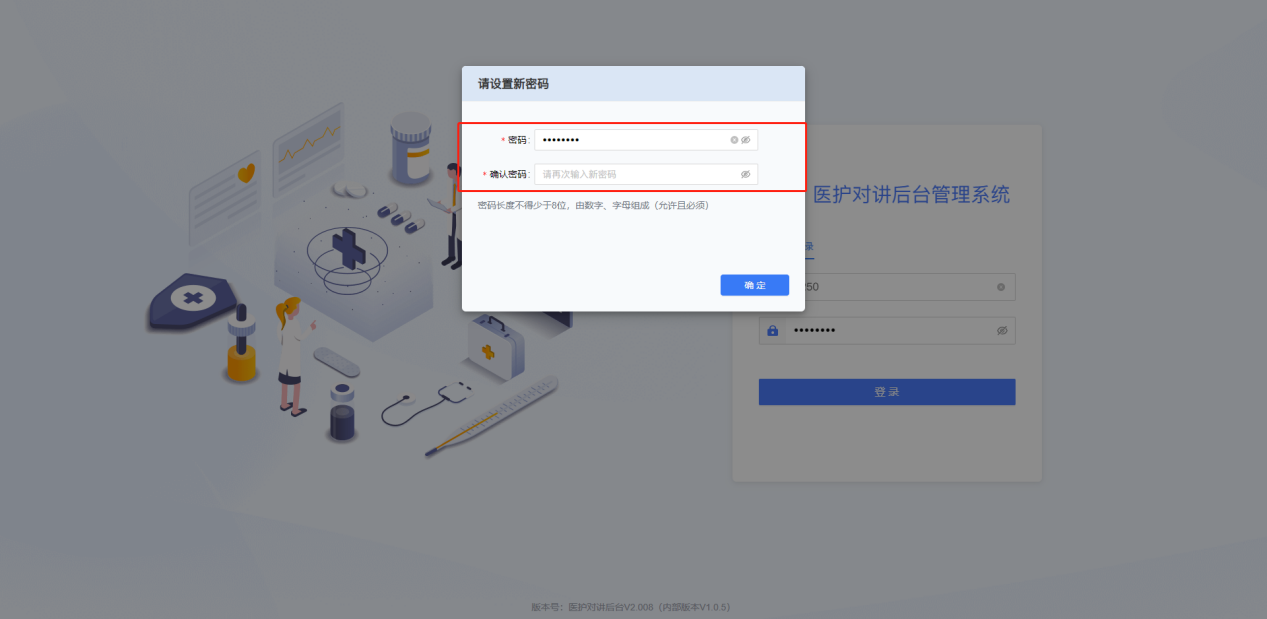 请设置新密码
* 密码: ••••••••
* 确认密码: 请再次输入新密码
密码长度不得少于8位，由数字、字母组成（允许且必须）
确 定
医护对讲后台管理系统
录
50
••••••••
登 录
版本号：医护对讲后台V2.008（内部版本V1.0.5）